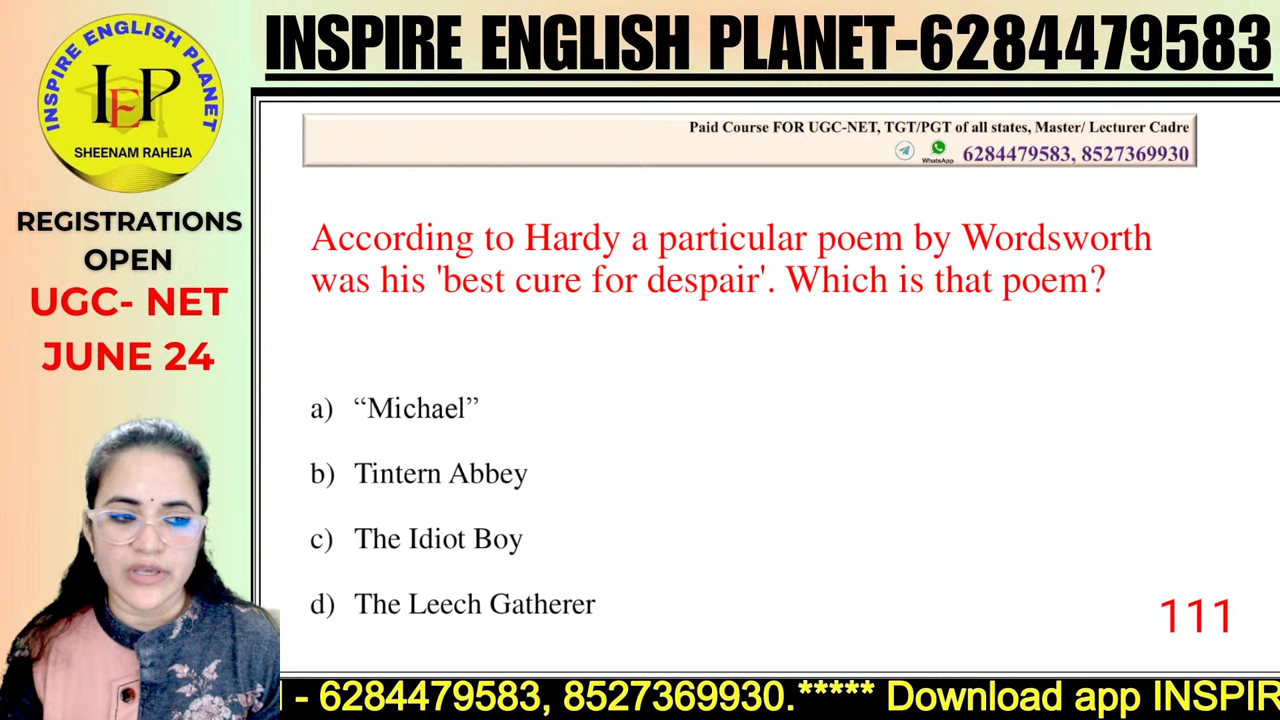 INSPIRE ENGLISH PLANET
IEP
SHEENAM RAHEJA
REGISTRATIONS
OPEN
UGC- NET
JUNE 24
INSPIRE ENGLISH PLANET-6284479583
Paid Course FOR UGC-NET, TGT/PGT of all states, Master/ Lecturer Cadre
WhatsApp 6284479583, 8527369930
According to Hardy a particular poem by Wordsworth
was his 'best cure for despair'. Which is that poem?
a) “Michael”
b) Tintern Abbey
c) The Idiot Boy
d) The Leech Gatherer
111
- 6284479583, 8527369930.***** Download app INSPIR